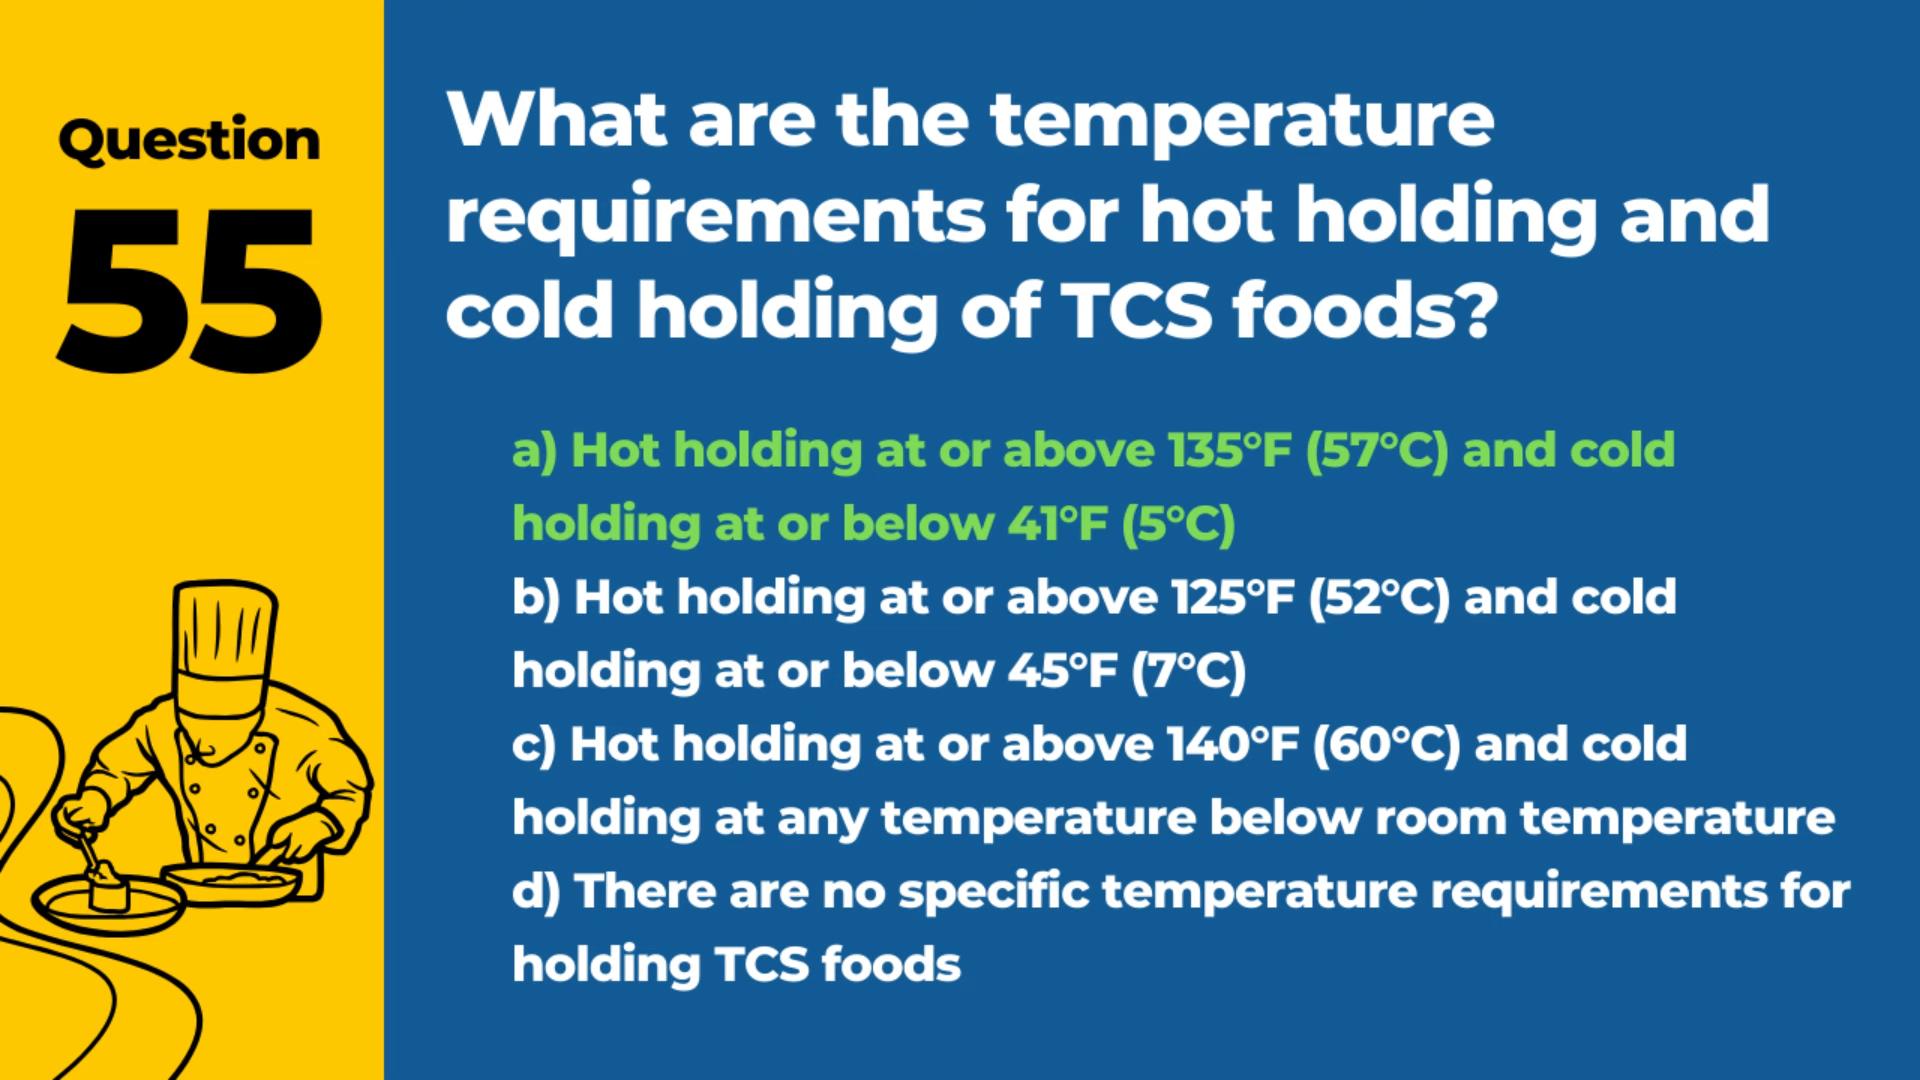 Question
55
What are the temperature
requirements for hot holding and
cold holding of TCS foods?
a) Hot holding at or above 135°F (57°C) and cold
holding at or below 41°F (5°C)
b) Hot holding at or above 125°F (52°C) and cold
holding at or below 45°F (7°C)
c) Hot holding at or above 140°F (60°C) and cold
holding at any temperature below room temperature
d) There are no specific temperature requirements for
holding TCS foods